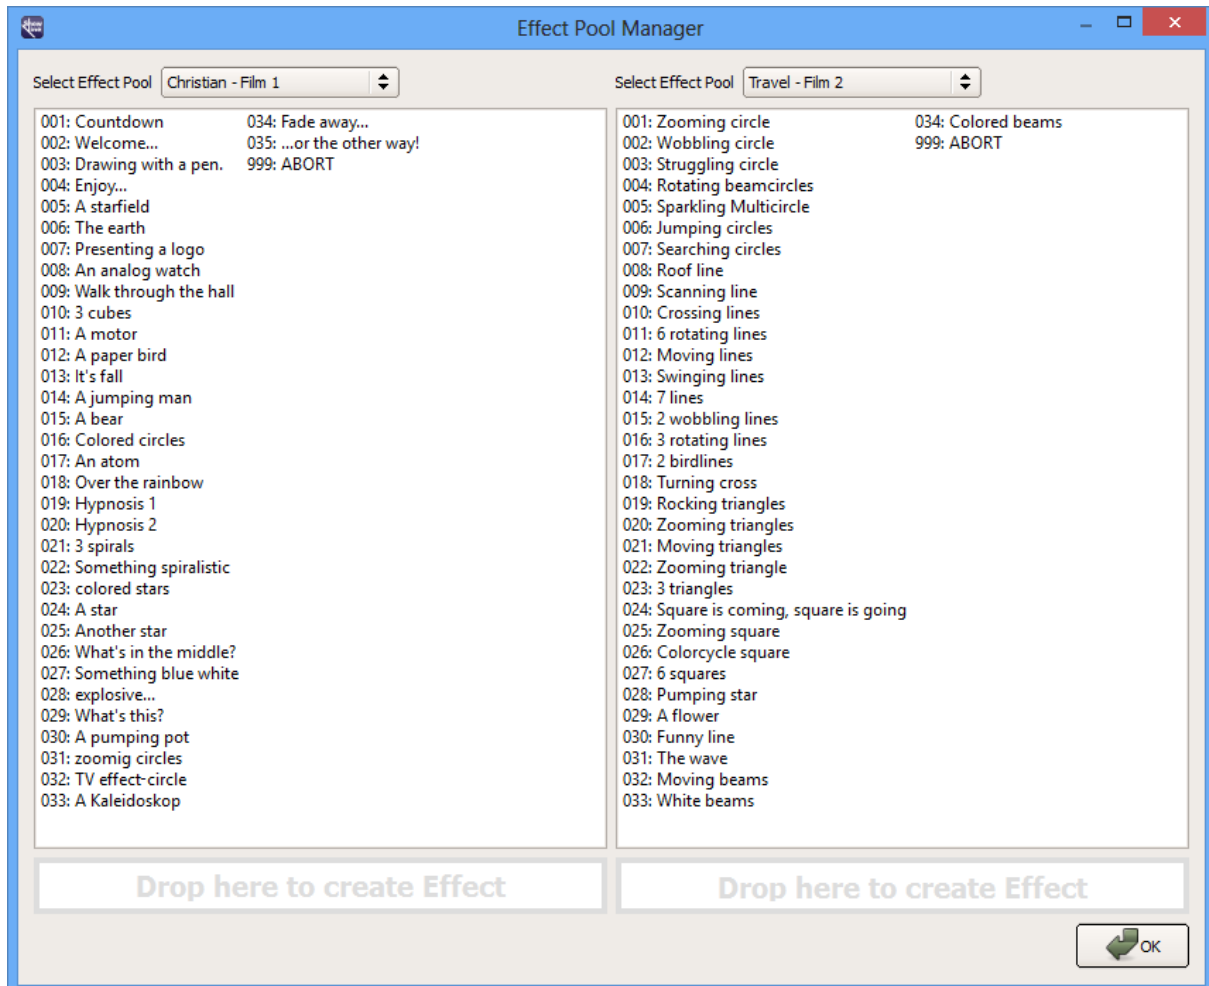 Effect Pool Manager
Select Effect Pool Christian - Film 1
001: Countdown
002: Welcome...
003: Drawing with a pen.
004: Enjoy...
005: A starfield
006: The earth
007: Presenting a logo
008: An analog watch
009: Walk through the hall
010: 3 cubes
011: A motor
012: A paper bird
013: It's fall
014: A jumping man
015: A bear
016: Colored circles
017: An atom
018: Over the rainbow
019: Hypnosis 1
020: Hypnosis 2
021: 3 spirals
022: Something spiralistic
023: colored stars
024: A star
025: Another star
026: What's in the middle?
027: Something blue white
028: explosive...
029: What's this?
030: A pumping pot
031: zoomig circles
032: TV effect-circle
033: A Kaleidoskop
034: Fade away...
035: ...or the other way!
999: ABORT
Drop here to create Effect
Select Effect Pool Travel - Film 2
001: Zooming circle
002: Wobbling circle
003: Struggling circle
004: Rotating beamcircles
005: Sparkling Multicircle
006: Jumping circles
007: Searching circles
008: Roof line
009: Scanning line
010: Crossing lines
011: 6 rotating lines
012: Moving lines
013: Swinging lines
014: 7 lines
015: 2 wobbling lines
016: 3 rotating lines
017: 2 birdlines
018: Turning cross
019: Rocking triangles
020: Zooming triangles
021: Moving triangles
022: Zooming triangle
023: 3 triangles
024: Square is coming, square is going
025: Zooming square
026: Colorcycle square
027: 6 squares
028: Pumping star
029: A flower
030: Funny line
031: The wave
032: Moving beams
033: White beams
034: Colored beams
999: ABORT
Drop here to create Effect
OK